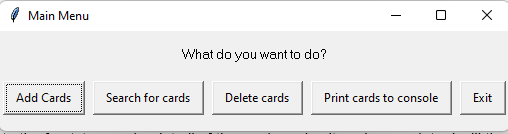 Main Menu
What do you want to do?
Add Cards Search for cards Delete cards Print cards to console Exit